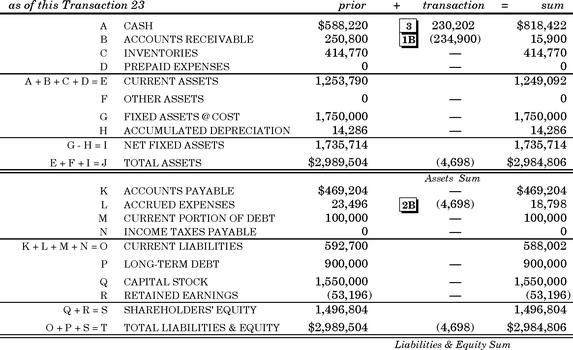 as of this Transaction 23 prior + transaction = sum
A CASH $588,220 3 230,202 $818,422
B ACCOUNTS RECEIVABLE 250,800 1B (234,900) 15,900
C INVENTORIES 414,770 — 414,770
D PREPAID EXPENSES 0 — 0
A + B + C + D = E CURRENT ASSETS 1,253,790 1,249,092
F OTHER ASSETS 0 — 0
G FIXED ASSETS @ COST 1,750,000 — 1,750,000
H ACCUMULATED DEPRECIATION 14,286 — 14,286
G - H = I NET FIXED ASSETS 1,735,714 1,735,714
E + F + I = J TOTAL ASSETS $2,989,504 (4,698) $2,984,806
Assets Sum
K ACCOUNTS PAYABLE $469,204 — $469,204
L ACCRUED EXPENSES 23,496 2B (4,698) 18,798
M CURRENT PORTION OF DEBT 100,000 — 100,000
N INCOME TAXES PAYABLE 0 — 0
K + L + M + N = O CURRENT LIABILITIES 592,700 588,002
P LONG-TERM DEBT 900,000 — 900,000
Q CAPITAL STOCK 1,550,000 — 1,550,000
R RETAINED EARNINGS (53,196) — (53,196)
Q + R = S SHAREHOLDERS' EQUITY 1,496,804 1,496,804
O + P + S = T TOTAL LIABILITIES & EQUITY $2,989,504 (4,698) $2,984,806
Liabilities & Equity Sum